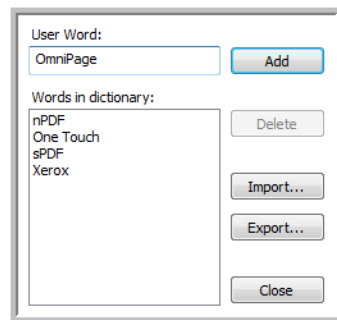 User Word:
OmniPage
Add
Words in dictionary:
nPDF
One Touch
sPDF
Xerox
Delete
Import...
Export...
Close